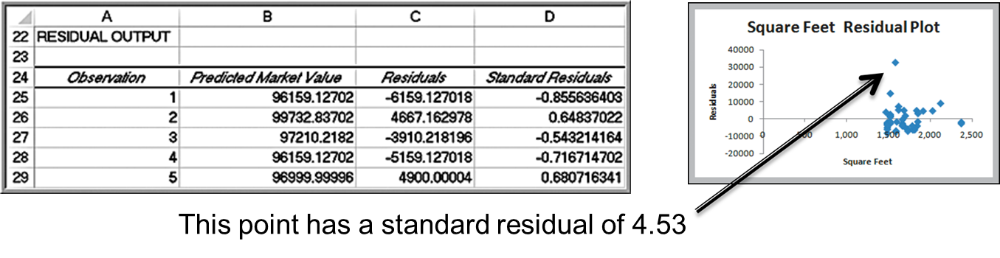 A B C D
22 RESIDUAL OUTPUT
23
24 Observation Predicted Market Value Residuals Standard Residuals
25 1 96159.12702 -6159.127018 -0.855636403
26 2 99732.83702 4667.162978 0.64837022
27 3 97210.2182 -3910.218196 -0.543214164
28 4 96159.12702 -5159.127018 -0.716714702
29 5 96999.99996 4900.00004 0.680716341
Square Feet Residual Plot
40000
30000
20000
10000
0
-10000
-20000
Residuals
0 500 1,000 1,500 2,000 2,500
Square Feet
This point has a standard residual of 4.53